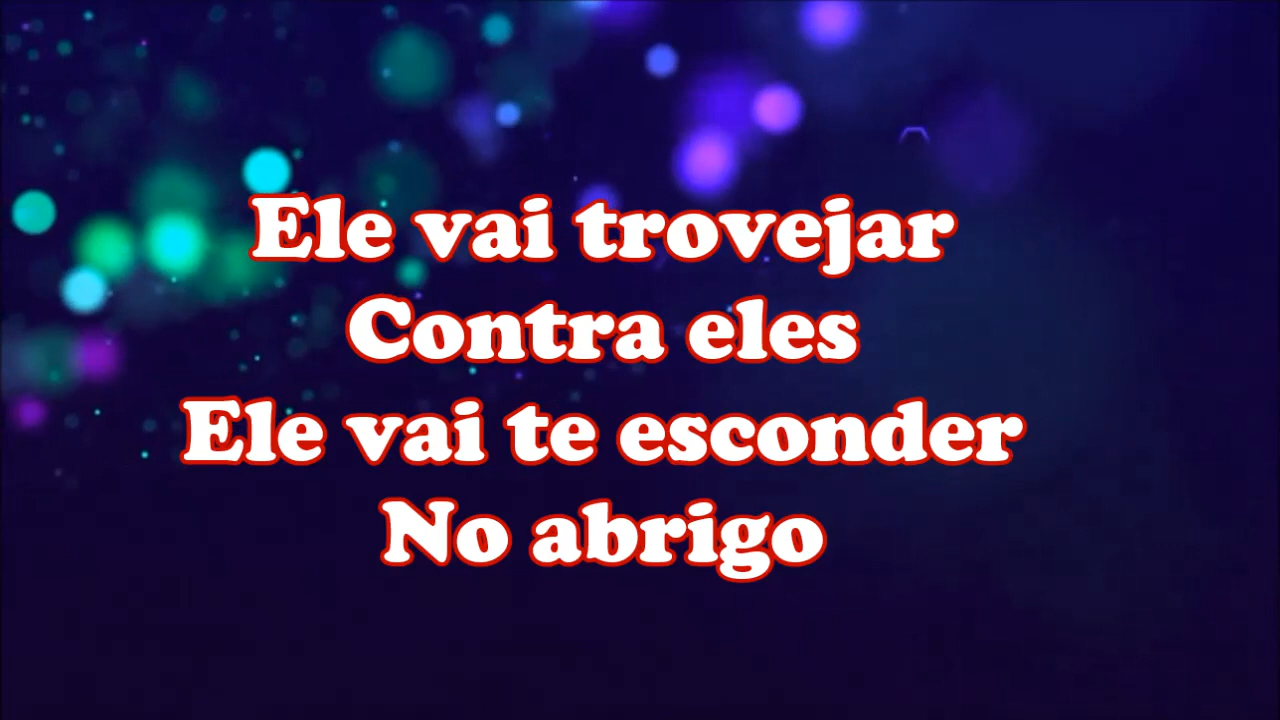 Ele vai trovejar
Contra eles
Ele vai te esconder
No abrigo